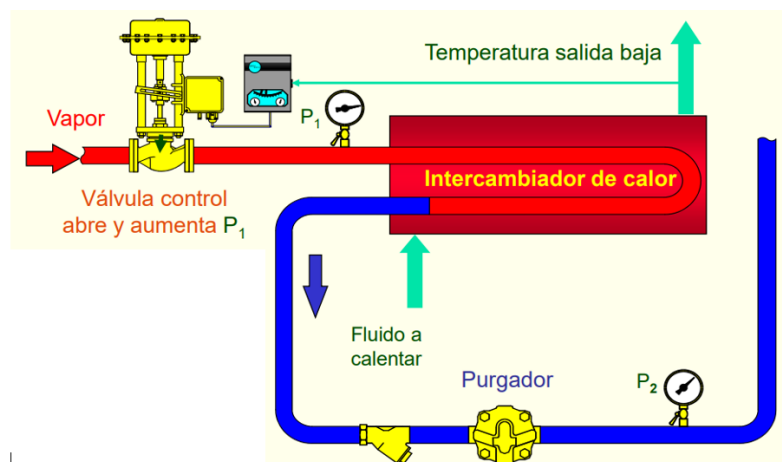 Temperatura salida baja
Vapor
P₁
Válvula control
abre y aumenta P₁
Intercambiador de calor
Fluido a
calentar
Purgador
P₂